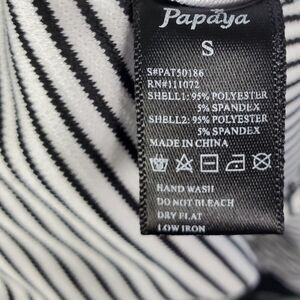 Papaya
S
S#PAT50186
RN#111072
SHELL1: 95% POLYESTER
5% SPANDEX
SHELL2: 95% POLYESTER
5% SPANDEX
MADE IN CHINA
HAND WASH
DO NOT BLEACH
DRY FLAT
LOW IRON